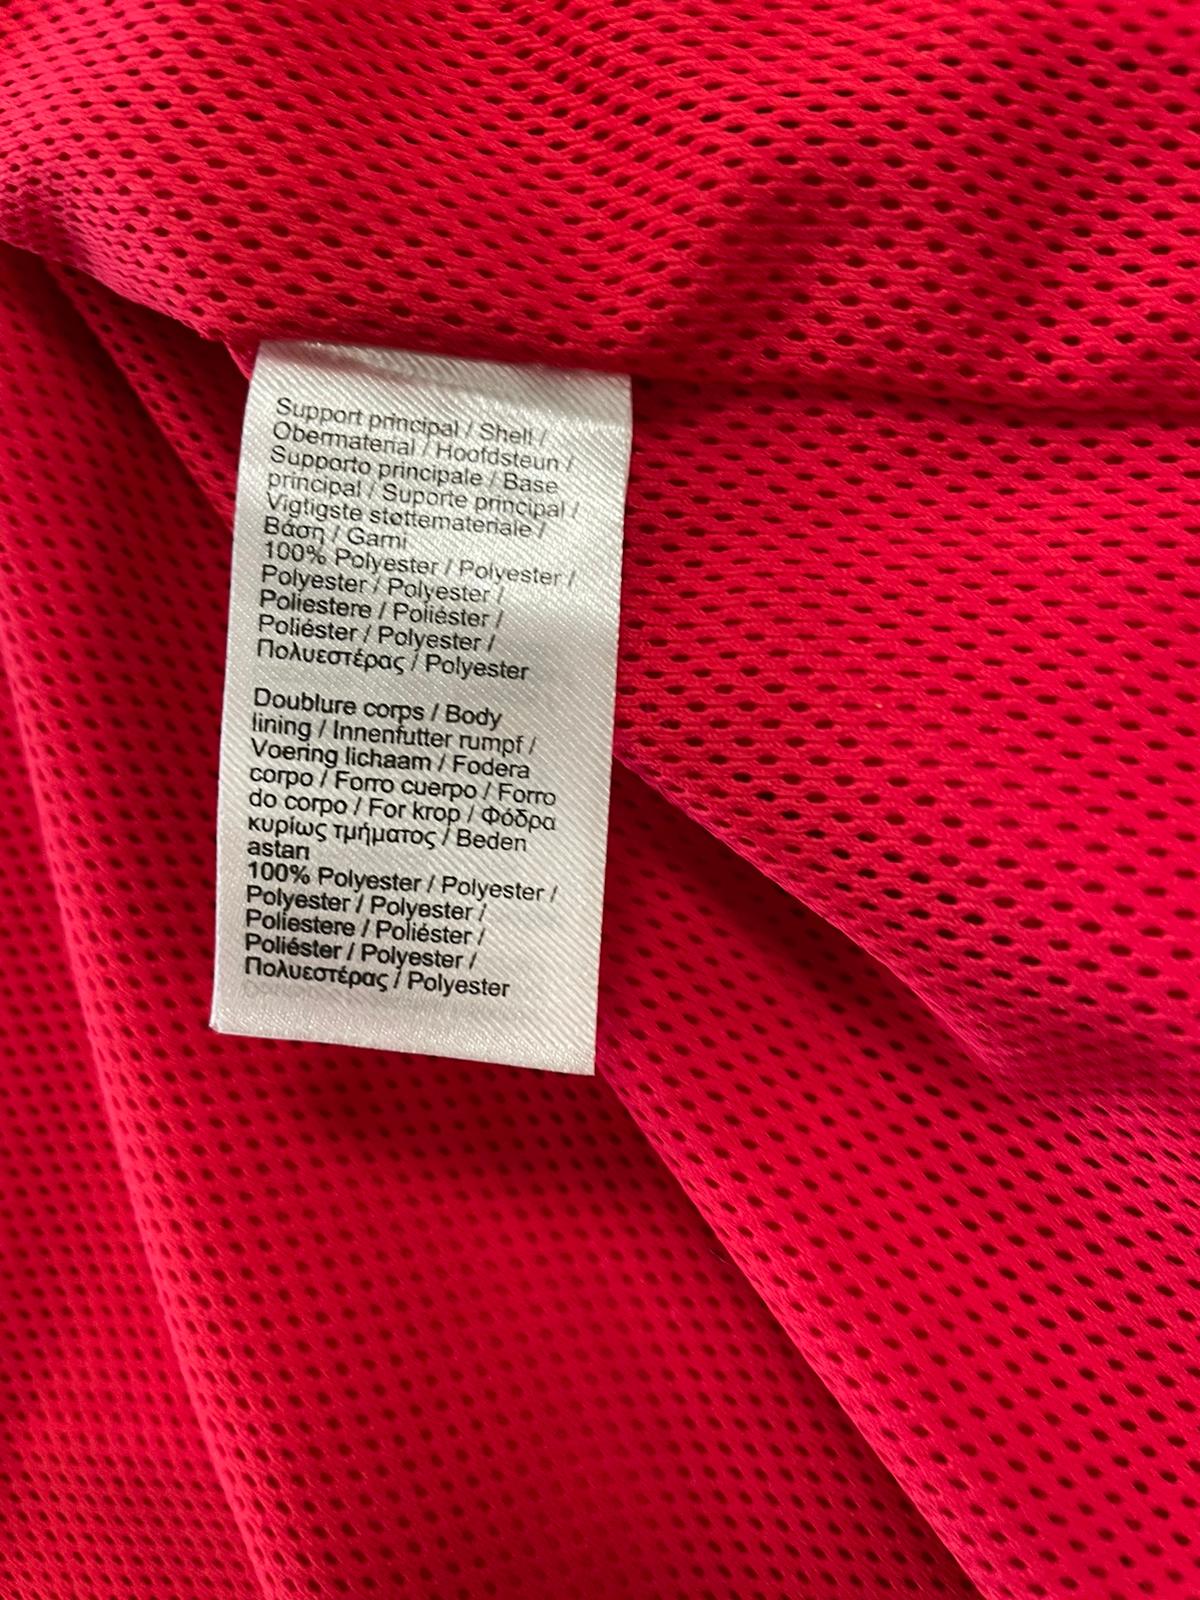 Support principal / Shell /
Obermaterial / Hoofdsteun /
Supporto principale / Base
principal / Suporte principal /
Vigtigste støttemateriale /
Βάση / Garni
100% Polyester / Polyester /
Polyester / Polyester /
Poliestere / Poliéster /
Poliéster / Polyester /
Πολυεστέρας / Polyester
Doublure corps / Body
lining / Innenfutter rumpf /
Voering lichaam / Fodera
corpo / Forro cuerpo / Forro
do corpo / For krop / Φόδρα
κυρίως τμήματος / Beden
astarı
100% Polyester / Polyester /
Polyester / Polyester /
Poliestere / Poliéster /
Poliéster / Polyester /
Πολυεστέρας / Polyester